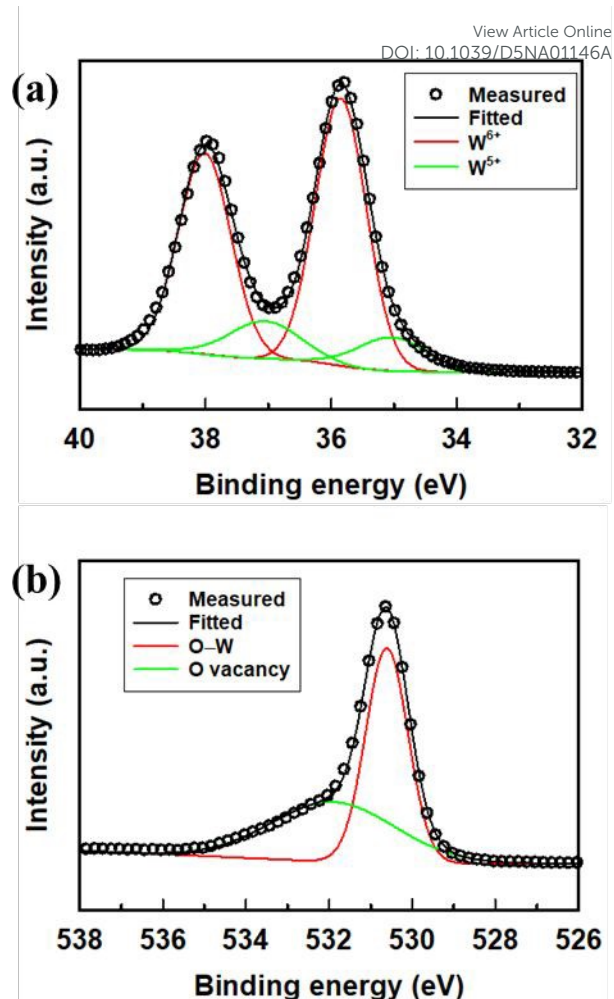 View Article Online
DOI: 10.1039/D5NA01146A
(a)
Measured
Fitted
W6+
W5+
Intensity (a.u.)
40 38 36 34 32
Binding energy (eV)
(b)
Measured
Fitted
O–W
O vacancy
Intensity (a.u.)
538 536 534 532 530 528 526
Binding energy (eV)